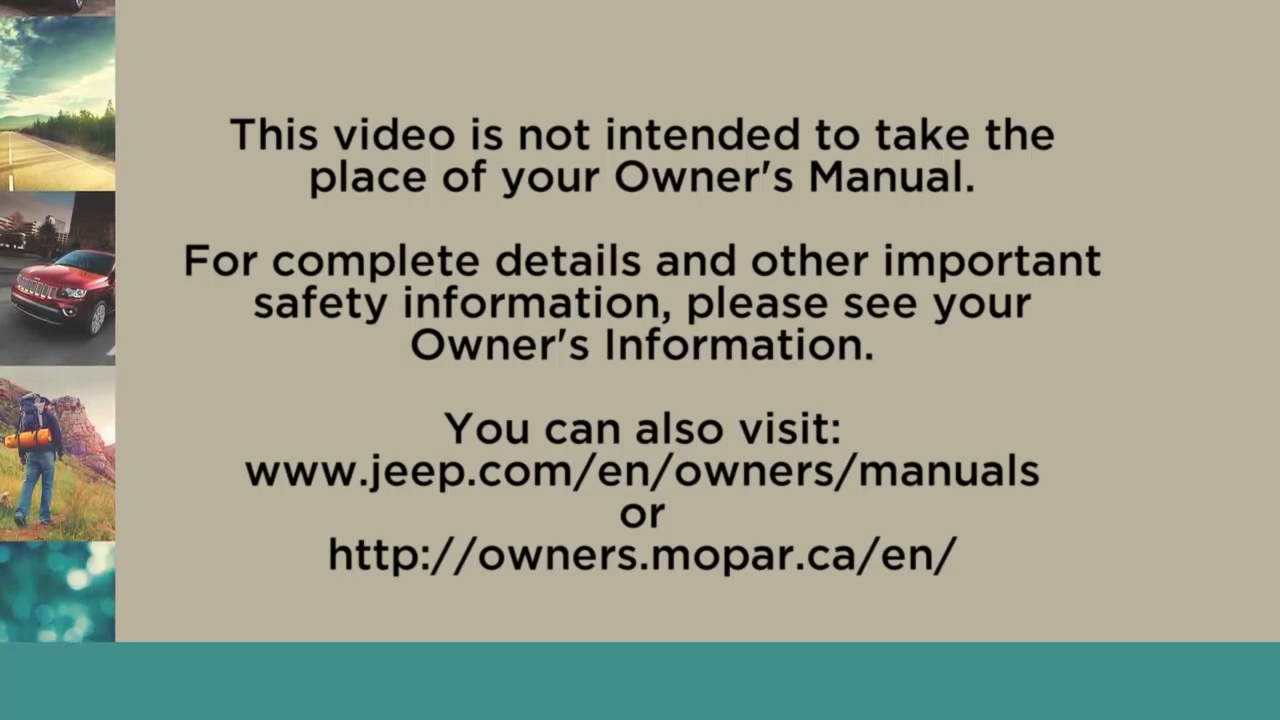 This video is not intended to take the
place of your Owner's Manual.
For complete details and other important
safety information, please see your
Owner's Information.
You can also visit:
www.jeep.com/en/owners/manuals
or
http://owners.mopar.ca/en/